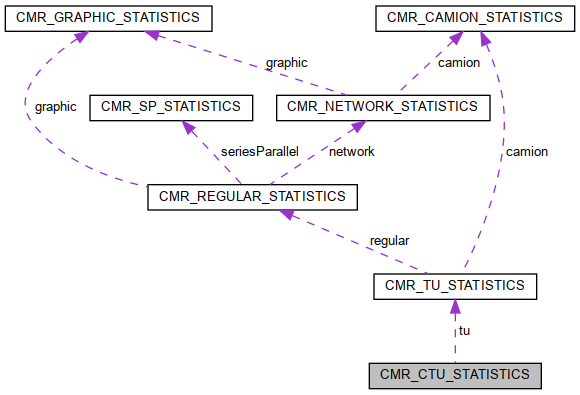 CMR_GRAPHIC_STATISTICS
CMR_CAMION_STATISTICS
graphic
camion
graphic
CMR_SP_STATISTICS
CMR_NETWORK_STATISTICS
seriesParallel
network
camion
CMR_REGULAR_STATISTICS
regular
CMR_TU_STATISTICS
tu
CMR_CTU_STATISTICS